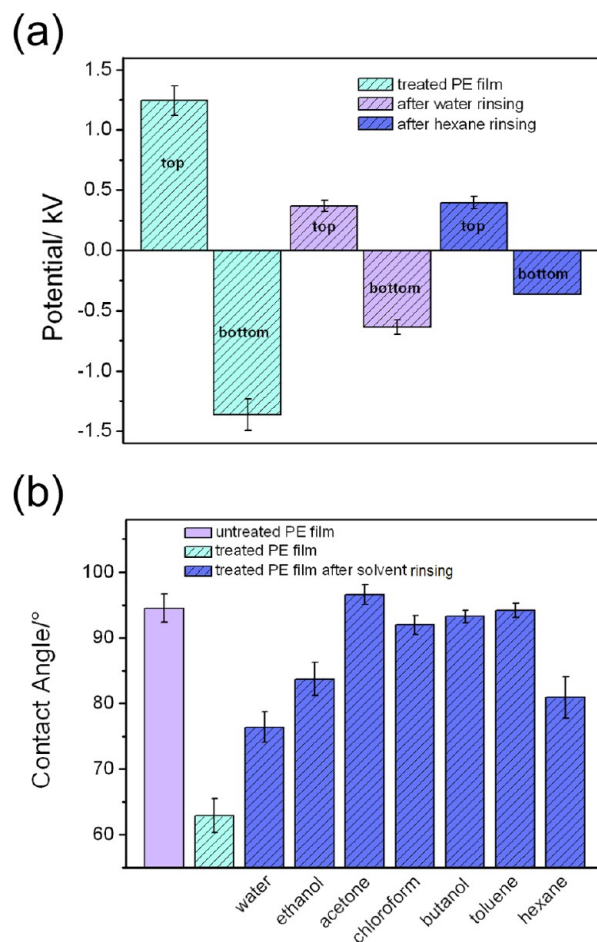 (a)
1.5
1.0
0.5
0.0
-0.5
-1.0
-1.5
Potential/ kV
treated PE film
after water rinsing
after hexane rinsing
top
bottom
top
bottom
top
bottom
(b)
100
90
80
70
60
Contact Angle/°
untreated PE film
treated PE film
treated PE film after solvent rinsing
water
ethanol
acetone
chloroform
butanol
toluene
hexane